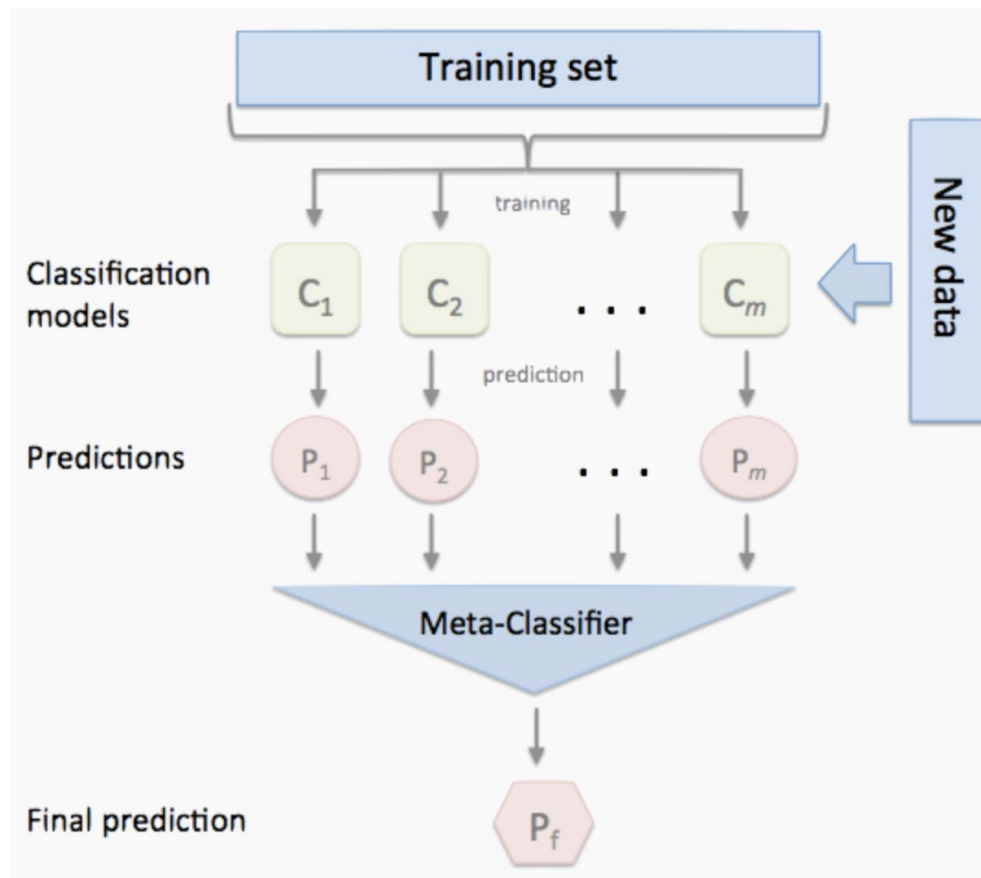 Training set
training
New data
Classification
models
C1 C2 . . . Cm
prediction
Predictions
P1 P2 . . . Pm
Meta-Classifier
Final prediction
Pf